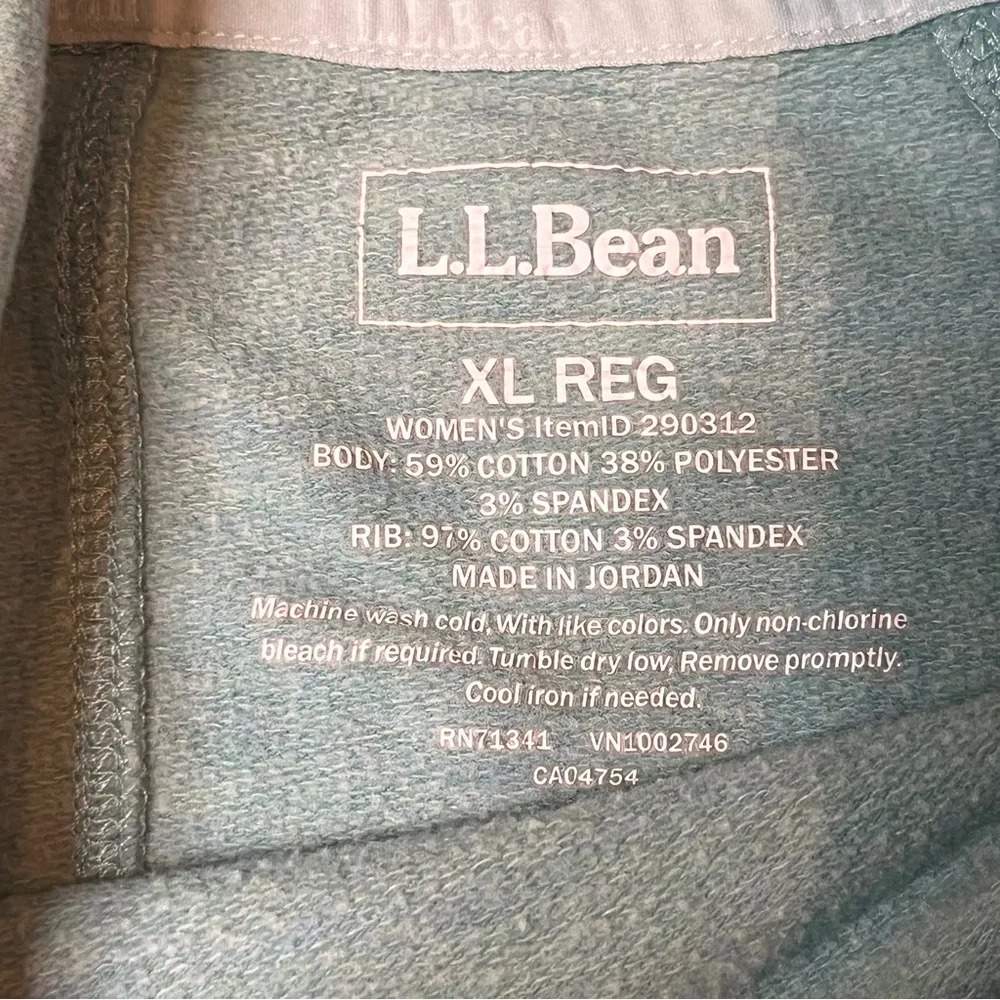 L.L.Bean
L.L.Bean
XL REG
WOMEN'S ItemID 290312
BODY: 59% COTTON 38% POLYESTER
3% SPANDEX
RIB: 97% COTTON 3% SPANDEX
MADE IN JORDAN
Machine wash cold, With like colors. Only non-chlorine
bleach if required. Tumble dry low, Remove promptly.
Cool iron if needed.
RN71341 VN1002746
CA04754